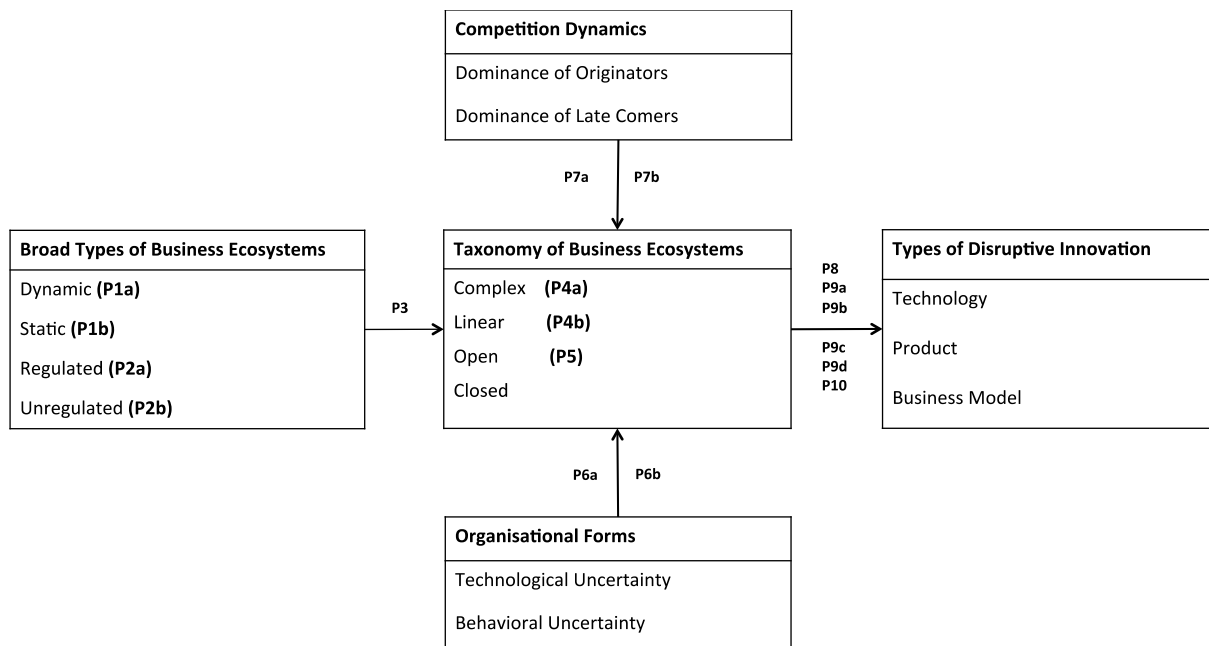 Competition Dynamics
Dominance of Originators
Dominance of Late Comers
P7a P7b
Broad Types of Business Ecosystems
Dynamic (P1a)
Static (P1b)
Regulated (P2a)
Unregulated (P2b)
P3
Taxonomy of Business Ecosystems
Complex (P4a)
Linear (P4b)
Open (P5)
Closed
P8
P9a
P9b
P9c
P9d
P10
Types of Disruptive Innovation
Technology
Product
Business Model
P6a P6b
Organisational Forms
Technological Uncertainty
Behavioral Uncertainty